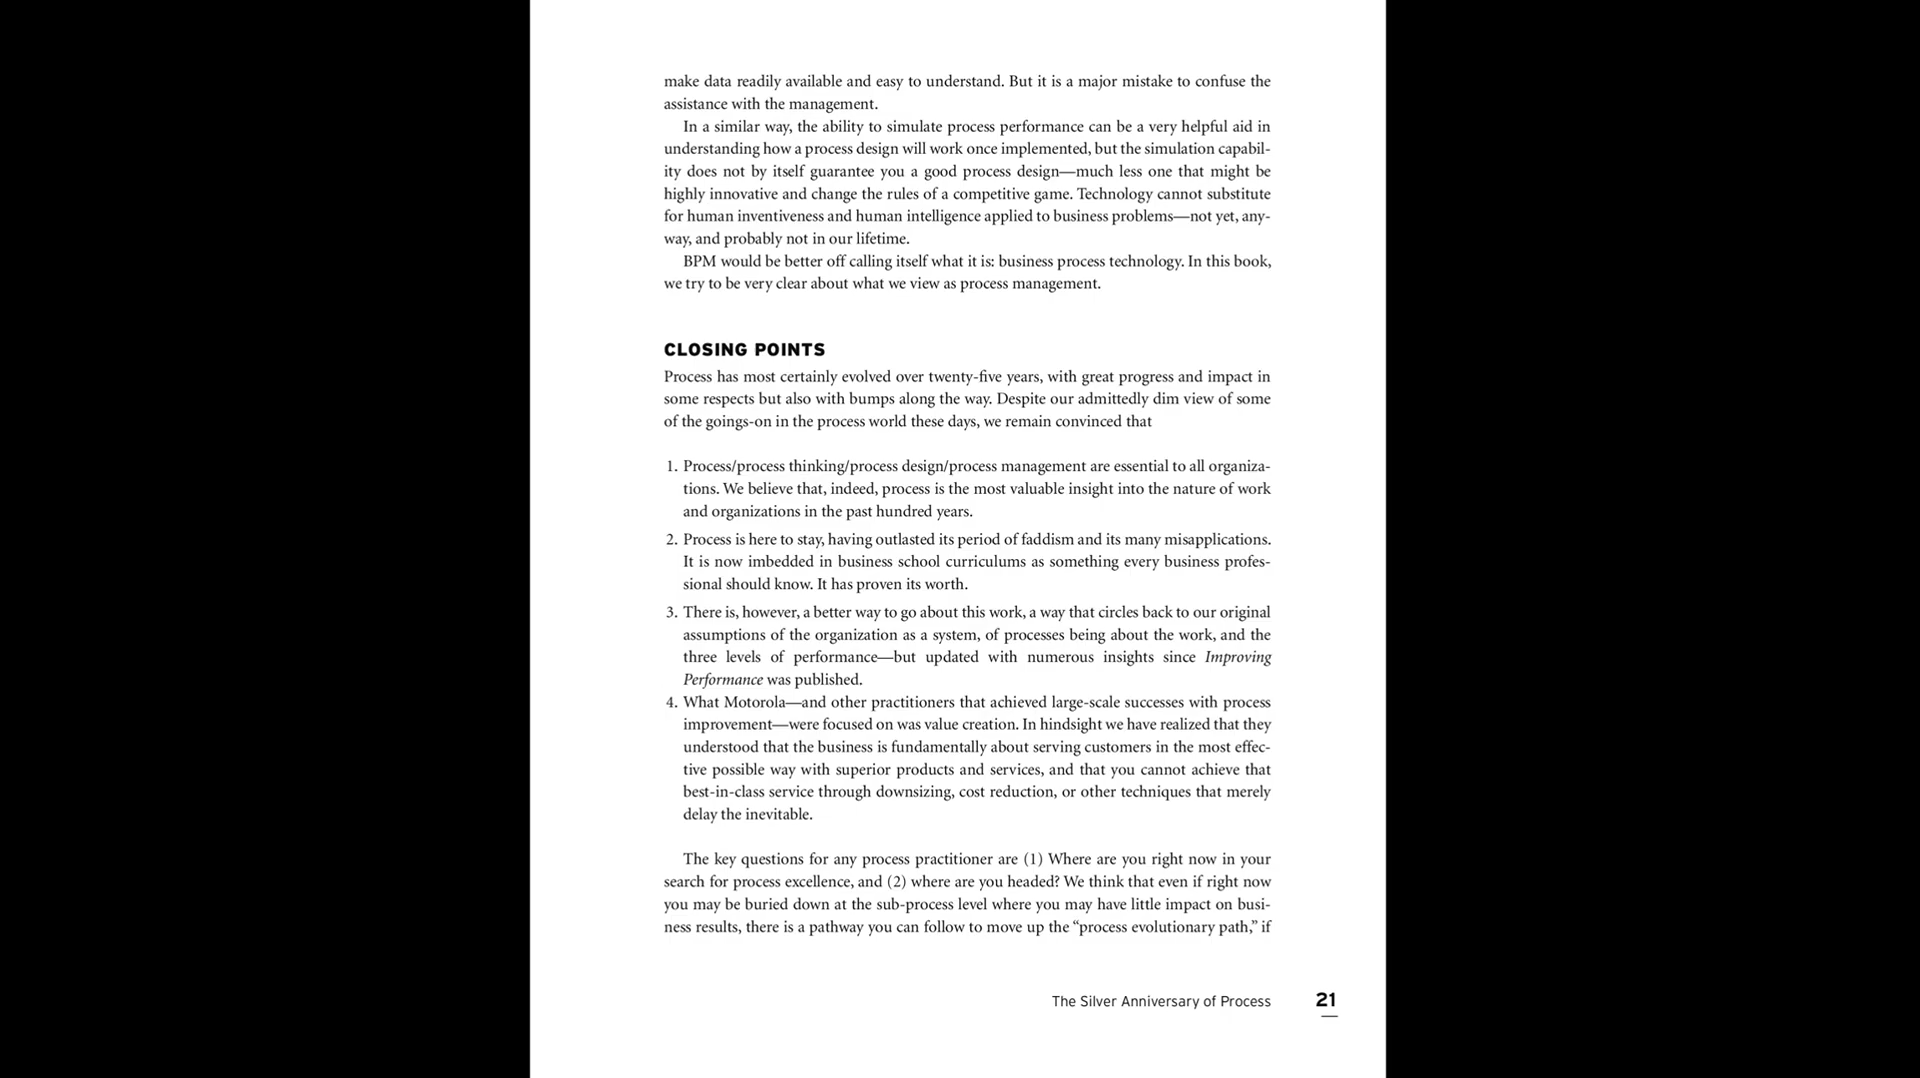 make data readily available and easy to understand. But it is a major mistake to confuse the
assistance with the management.
In a similar way, the ability to simulate process performance can be a very helpful aid in
understanding how a process design will work once implemented, but the simulation capabil-
ity does not by itself guarantee you a good process design—much less one that might be
highly innovative and change the rules of a competitive game. Technology cannot substitute
for human inventiveness and human intelligence applied to business problems—not yet, any-
way, and probably not in our lifetime.
BPM would be better off calling itself what it is: business process technology. In this book,
we try to be very clear about what we view as process management.
CLOSING POINTS
Process has most certainly evolved over twenty-five years, with great progress and impact in
some respects but also with bumps along the way. Despite our admittedly dim view of some
of the goings-on in the process world these days, we remain convinced that
1. Process/process thinking/process design/process management are essential to all organiza-
tions. We believe that, indeed, process is the most valuable insight into the nature of work
and organizations in the past hundred years.
2. Process is here to stay, having outlasted its period of faddism and its many misapplications.
It is now imbedded in business school curriculums as something every business profes-
sional should know. It has proven its worth.
3. There is, however, a better way to go about this work, a way that circles back to our original
assumptions of the organization as a system, of processes being about the work, and the
three levels of performance—but updated with numerous insights since Improving
Performance was published.
4. What Motorola—and other practitioners that achieved large-scale successes with process
improvement—were focused on was value creation. In hindsight we have realized that they
understood that the business is fundamentally about serving customers in the most effec-
tive possible way with superior products and services, and that you cannot achieve that
best-in-class service through downsizing, cost reduction, or other techniques that merely
delay the inevitable.
The key questions for any process practitioner are (1) Where are you right now in your
search for process excellence, and (2) where are you headed? We think that even if right now
you may be buried down at the sub-process level where you may have little impact on busi-
ness results, there is a pathway you can follow to move up the “process evolutionary path,” if
The Silver Anniversary of Process 21